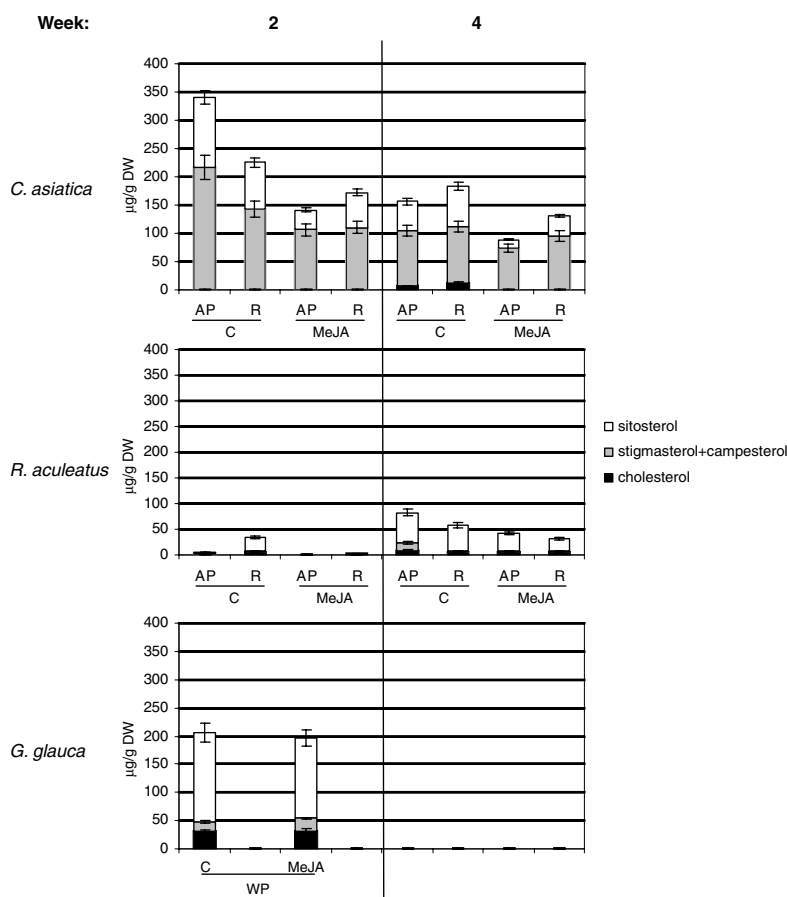 Week: 2 4
400
350
300
250
200
150
100
50
0
µg/g DW
C. asiatica
AP R AP R AP R AP R
C MeJA C MeJA
400
350
300
250
200
150
100
50
0
µg/g DW
R. aculeatus
sitosterol
stigmasterol+campesterol
cholesterol
AP R AP R AP R AP R
C MeJA C MeJA
400
350
300
250
200
150
100
50
0
µg/g DW
G. glauca
C MeJA
WP